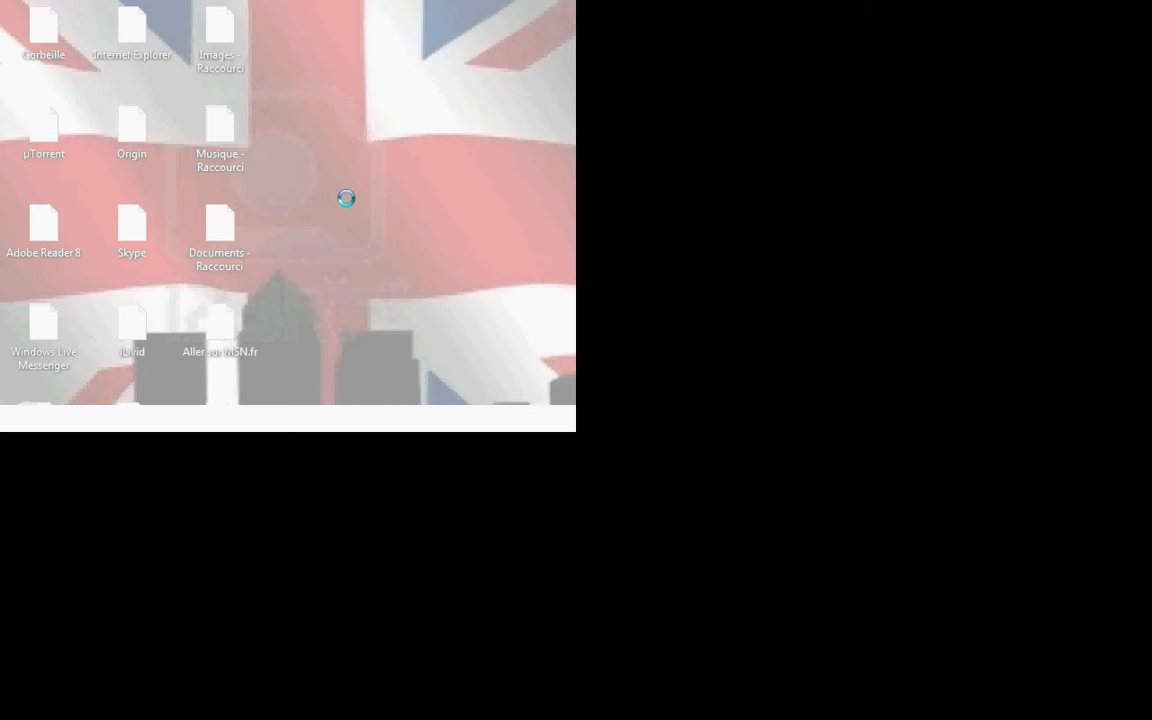 Corbeille
Internet Explorer
Images -
Raccourci
µTorrent
Origin
Musique -
Raccourci
Adobe Reader 8
Skype
Documents -
Raccourci
Windows Live
Messenger
iLivid
Aller sur MSN.fr